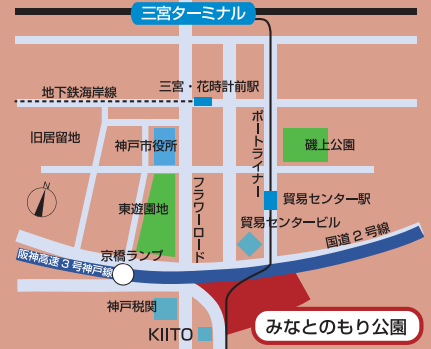 三宮ターミナル
地下鉄海岸線
三宮・花時計前駅
旧居留地
神戸市役所
ポートライナー
磯上公園
N
東遊園地
フラワーロード
貿易センター駅
貿易センタービル
国道2号線
京橋ランプ
阪神高速3号神戸線
神戸税関
みなとのもり公園
KIITO